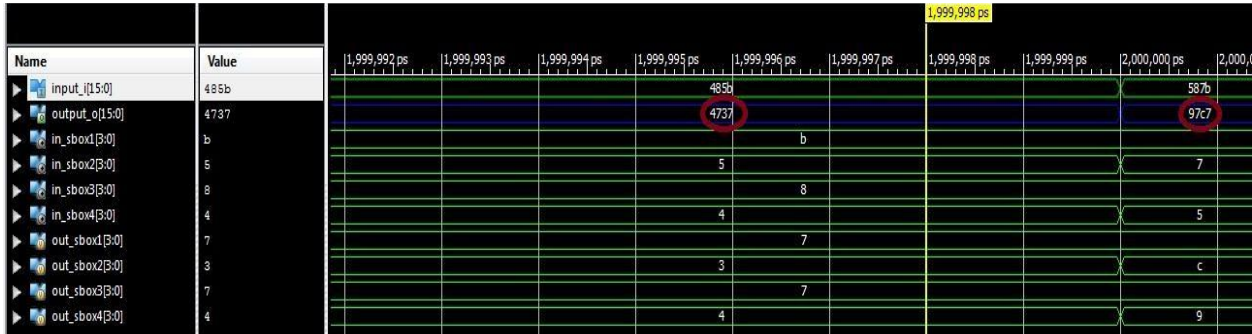 1,999,998 ps
Name Value 1,999,992 ps 1,999,993 ps 1,999,994 ps 1,999,995 ps 1,999,996 ps 1,999,997 ps 1,999,998 ps 1,999,999 ps 2,000,000 ps 2,000,
input_i[15:0] 485b 485b 587b
output_o[15:0] 4737 4737 97c7
in_sbox1[3:0] b b
in_sbox2[3:0] 5 5 7
in_sbox3[3:0] 8 8
in_sbox4[3:0] 4 4 5
out_sbox1[3:0] 7 7
out_sbox2[3:0] 3 3 c
out_sbox3[3:0] 7 7
out_sbox4[3:0] 4 4 9